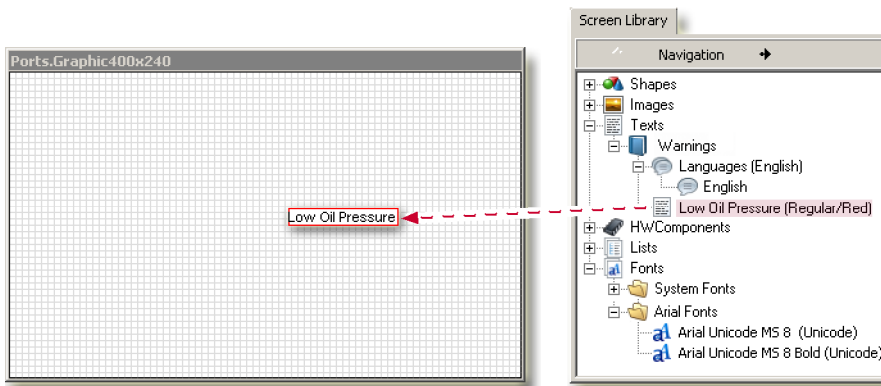 Screen Library
Ports.Graphic400x240
Navigation
Shapes
Images
Texts
Warnings
Languages (English)
English
Low Oil Pressure
Low Oil Pressure (Regular/Red)
HWComponents
Lists
Fonts
System Fonts
Arial Fonts
Arial Unicode MS 8 (Unicode)
Arial Unicode MS 8 Bold (Unicode)